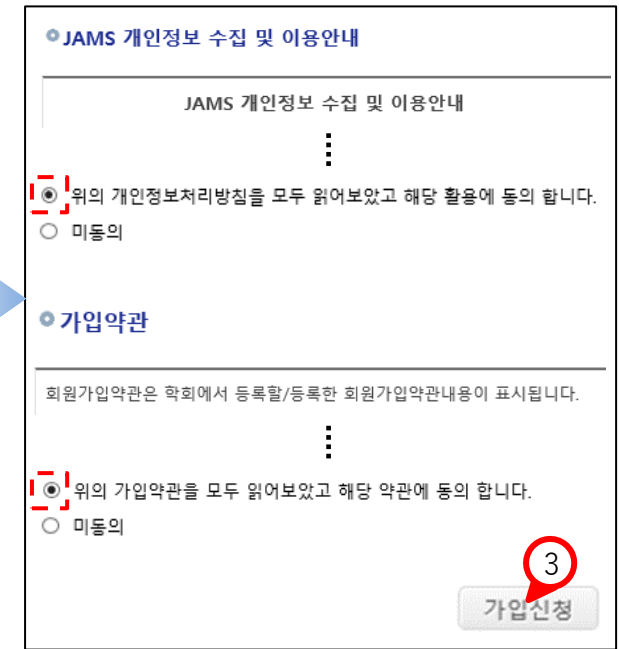 JAMS 개인정보 수집 및 이용안내
JAMS 개인정보 수집 및 이용안내
위의 개인정보처리방침을 모두 읽어보았고 해당 활용에 동의 합니다.
미동의
가입약관
회원가입약관은 학회에서 등록할/등록한 회원가입약관내용이 표시됩니다.
위의 가입약관을 모두 읽어보았고 해당 약관에 동의 합니다.
미동의
3
가입신청